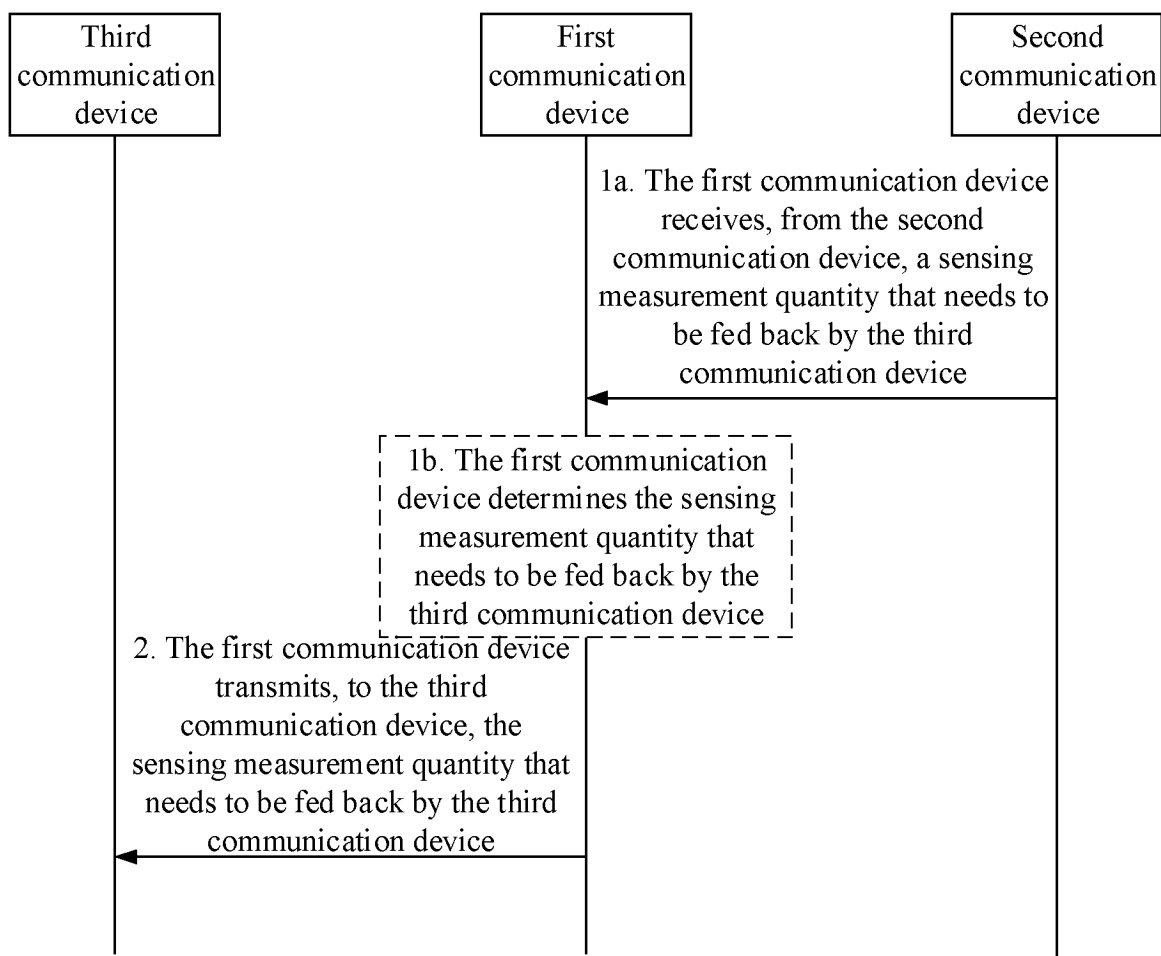 Third
communication
device
First
communication
device
Second
communication
device
1a. The first communication device
receives, from the second
communication device, a sensing
measurement quantity that needs to
be fed back by the third
communication device
1b. The first communication
device determines the sensing
measurement quantity that
needs to be fed back by the
third communication device
2. The first communication device
transmits, to the third
communication device, the
sensing measurement quantity that
needs to be fed back by the third
communication device